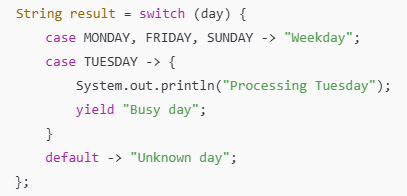 String result = switch (day) {
    case MONDAY, FRIDAY, SUNDAY -> "Weekday";
    case TUESDAY -> {
        System.out.println("Processing Tuesday");
        yield "Busy day";
    }
    default -> "Unknown day";
};